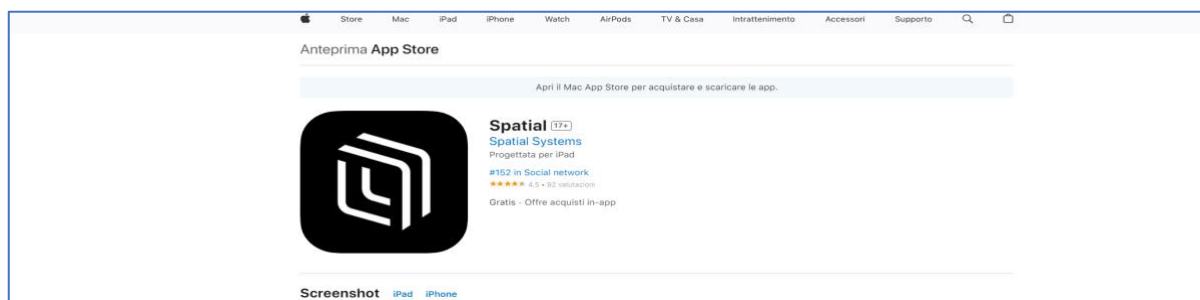 Store Mac iPad iPhone Watch AirPods TV & Casa Intrattenimento Accessori Supporto
Anteprima App Store
Apri il Mac App Store per acquistare e scaricare le app.
Spatial 17+
Spatial Systems
Progettata per iPad
#152 in Social network
★★★★★ 4,5 • 92 valutazioni
Gratis · Offre acquisti in-app
Screenshot iPad iPhone